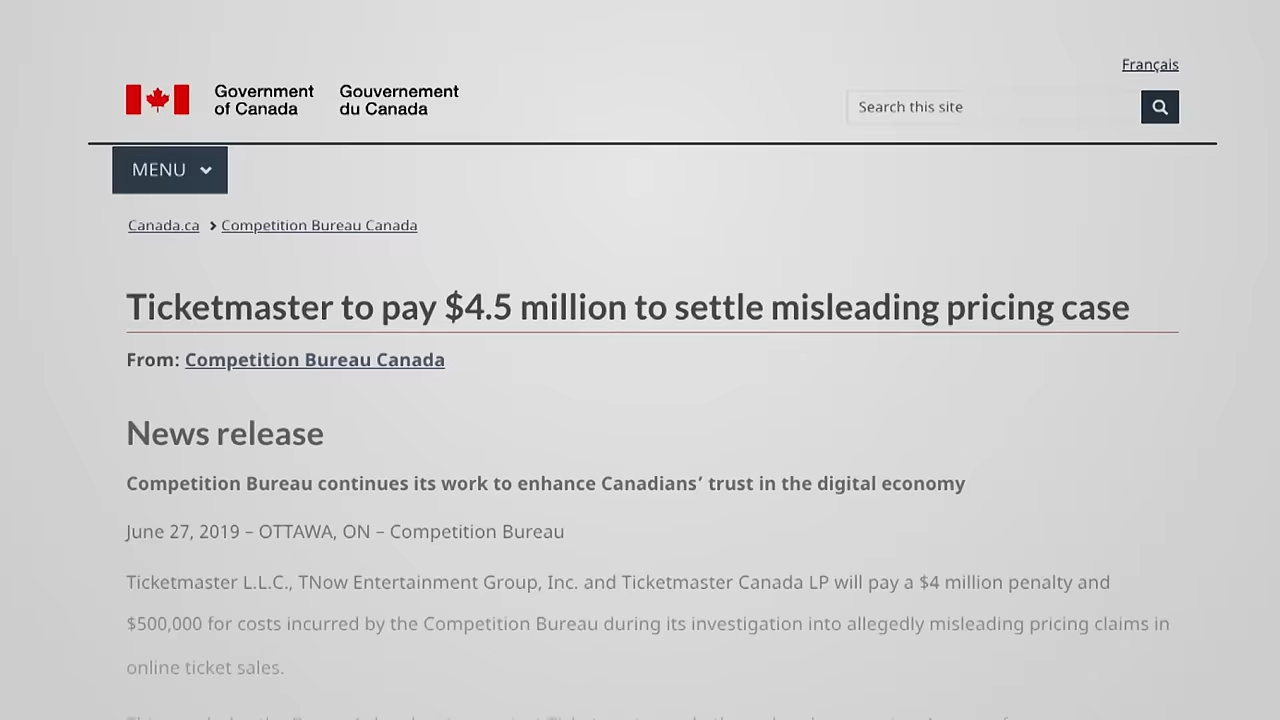 Français
Government of Canada
Gouvernement du Canada
Search this site
MENU
Canada.ca > Competition Bureau Canada
Ticketmaster to pay $4.5 million to settle misleading pricing case
From: Competition Bureau Canada
News release
Competition Bureau continues its work to enhance Canadians’ trust in the digital economy
June 27, 2019 – OTTAWA, ON – Competition Bureau
Ticketmaster L.L.C., TNow Entertainment Group, Inc. and Ticketmaster Canada LP will pay a $4 million penalty and
$500,000 for costs incurred by the Competition Bureau during its investigation into allegedly misleading pricing claims in
online ticket sales.